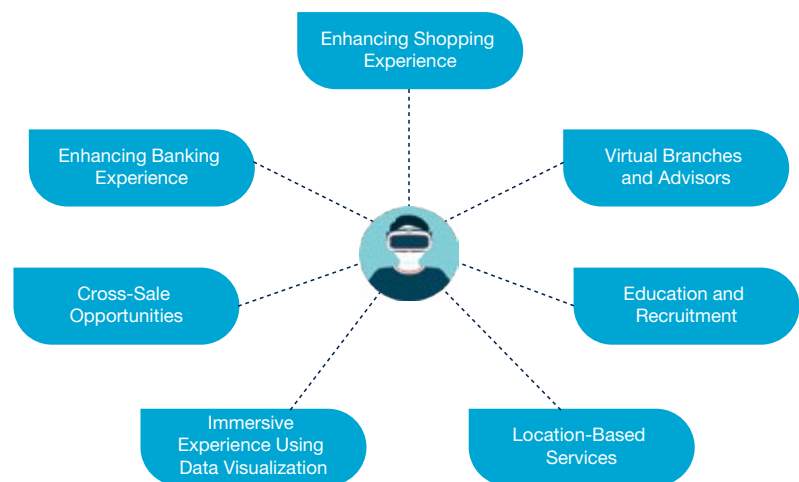 Enhancing Shopping
Experience
Enhancing Banking
Experience
Virtual Branches
and Advisors
Cross-Sale
Opportunities
Education and
Recruitment
Immersive
Experience Using
Data Visualization
Location-Based
Services